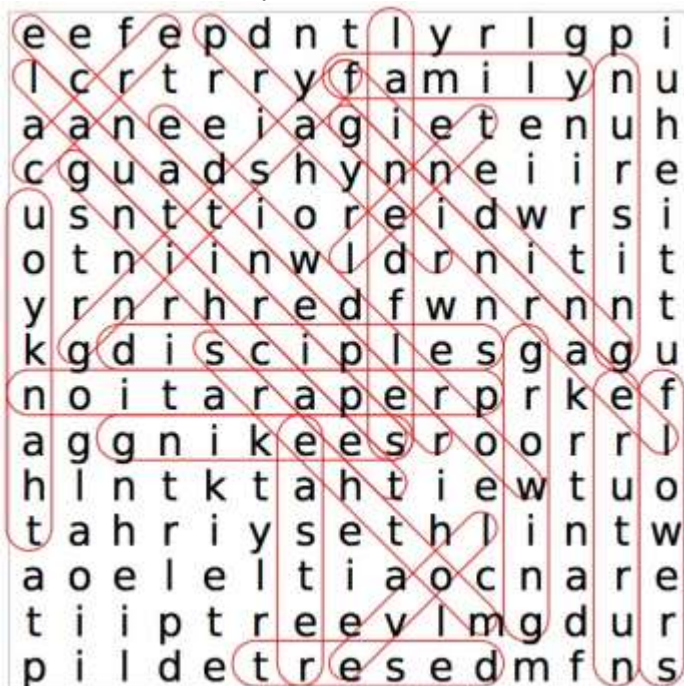 e e f e p d n t l y r l g p i
l c r t r r y f a m i l y n u
a a n e e i a g i e t e n u h
c g u a d s h y n n e i i r e
u s n t t i o r e i d w r s i
o t n i i n w l d r n i t i t
y r n r h r e d f w n r n n t
k g d i s c i p l e s g a g u
n o i t a r a p e r p r k e f
a g g n i k e e s r o o r r l
h l n t k t a h t i e w t u o
t a h r i y s e t h l i n t w
a o e l e l t i a o c n a r e
t i i p t r e e v l m g d u r
p i l d e t r e s e d m f n s